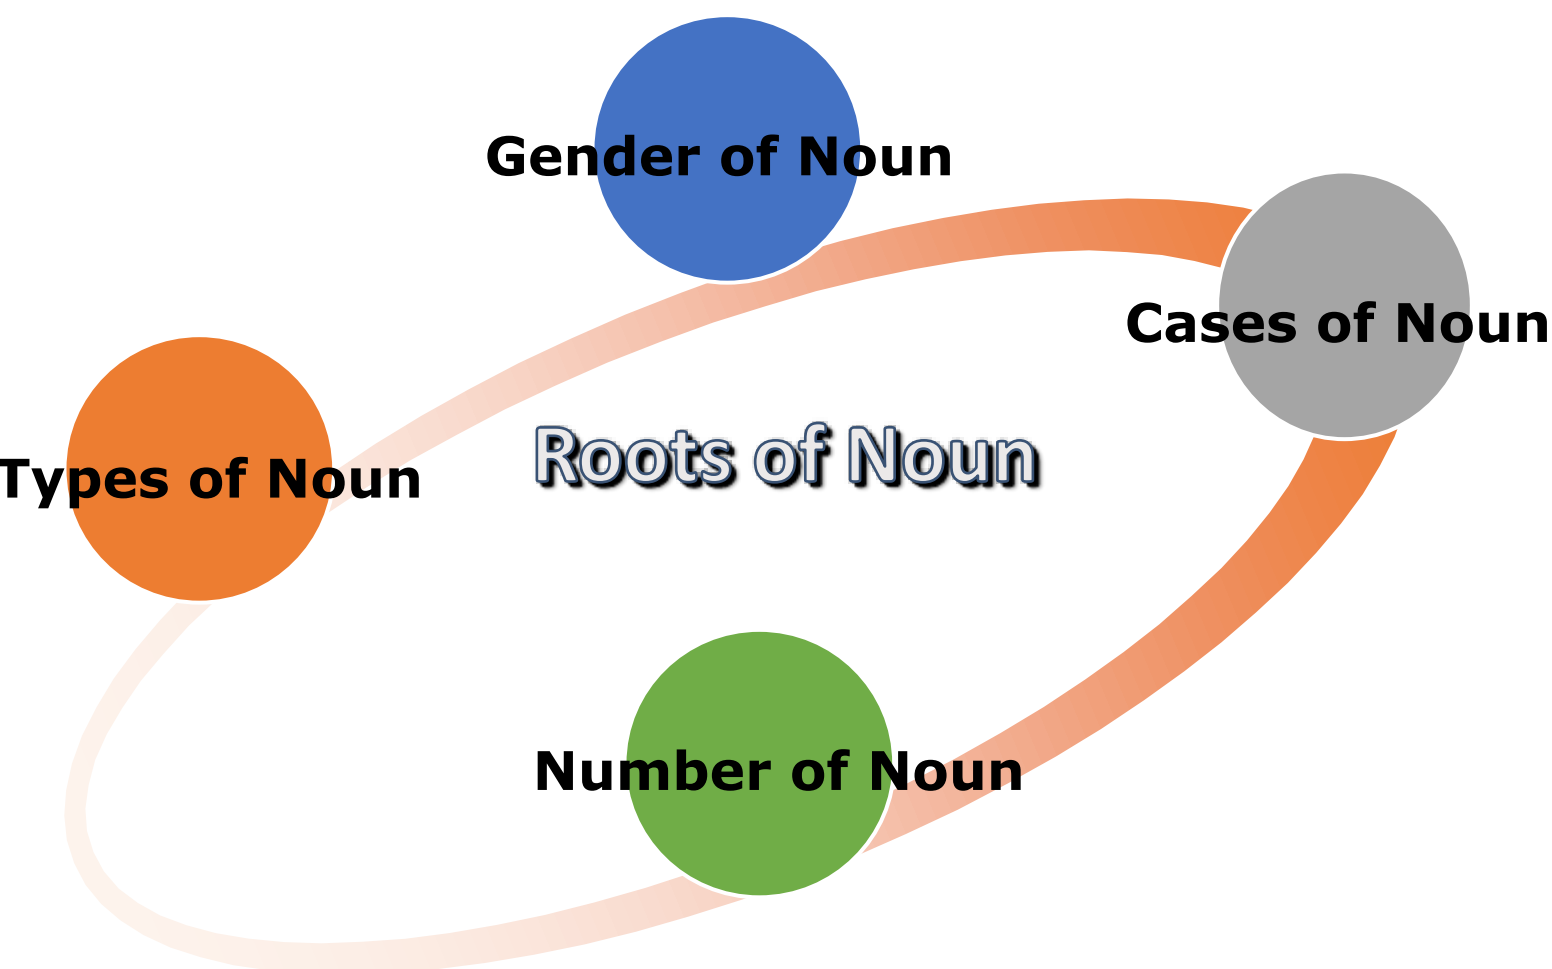 Gender of Noun
Cases of Noun
Roots of Noun
Types of Noun
Number of Noun